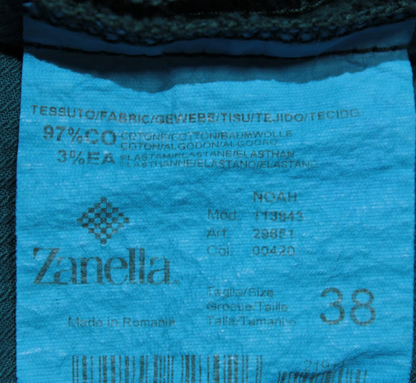 TESSUTO/FABRIC/GEWEBE/TISU/TEJIDO/TECIDO
97%CO COTONE/COTTON/BAUMWOLLE
COTON/ALGODON/ALGODAO
3%EA ELASTAM/ELASTANE/ELASTHAN
ELASTHANNE/ELASTANO/ELASTANO
NOAH
Mod. 113843
Art. 29681
Col. 00420
Zanella
Taglia/Size
Groesse/Taille
Talla/Tamanho
38
Made in Romania